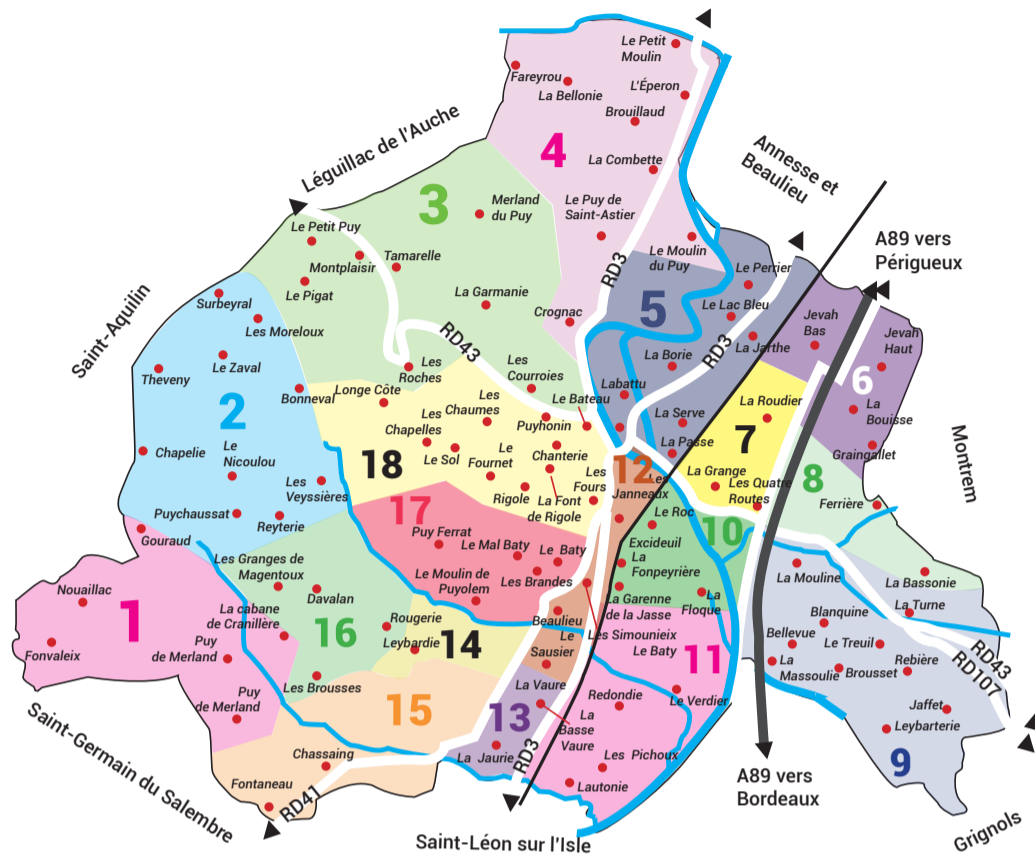 Le Petit
Moulin
Fareyrou
La Bellonie
L'Éperon
Brouillaud
4
La Combette
Léguillac de l'Auche
Annesse et
Beaulieu
3
Merland
du Puy
Le Puy de
Saint-Astier
Le Petit Puy
Montplaisir
Tamarelle
Le Pigat
La Garmanie
Crognac
RD3
Le Moulin
du Puy
5
Le Perrier
Le Lac Bleu
RD3
La Jarthe
La Borie
Labattu
La Serve
La Passe
A89 vers
Périgueux
Jevah
Bas
Jevah
Haut
6
La
Bouisse
Graingallet
Montrem
Saint-Aquilin
Surbeyral
Les Moreloux
Le Zaval
Theveny
2
Bonneval
Chapelie
Le
Nicoulou
Les
Veyssières
Puychaussat
Reyterie
RD43
Les
Roches
Les
Courroies
Le Bateau
Longe Côte
Les
Chaumes
Les
Chapelles
Puyhonin
18
Le Sol
Le
Fournet
Chanterie
Rigole
La Font
de Rigole
Les
Fours
12
Les
Janneaux
La Roudier
7
La Grange
Les Quatre
Routes
8
Ferrière
La Bassonie
17
Puy Ferrat
Le Mal Baty
Le Baty
Les Brandes
Le Moulin de
Puyolem
Le Roc
10
Excideuil
La
Fonpeyrière
La Garenne
de la Jasse
La
Floque
Gouraud
Nouaillac
1
Fonvaleix
Les Granges de
Magentoux
Davalan
La cabane
de Cranillère
16
Puy
de Merland
Les Brousses
Puy
de Merland
Rougerie
Leybardie
14
Beaulieu
Le
Sausier
Les Simounieix
Le Baty
11
15
La Vaure
13
La
Basse
Vaure
La Jaurie
RD3
Redondie
Le Verdier
Les Pichoux
Lautonie
Chassaing
Fontaneau
RD41
La Mouline
Blanquine
La Turne
Bellevue
Le Treuil
La
Massoulie
Brousset
Rebière
RD43
RD107
Jaffet
Leybarterie
9
A89 vers
Bordeaux
Saint-Germain du Salembre
Saint-Léon sur l'Isle
Grignols